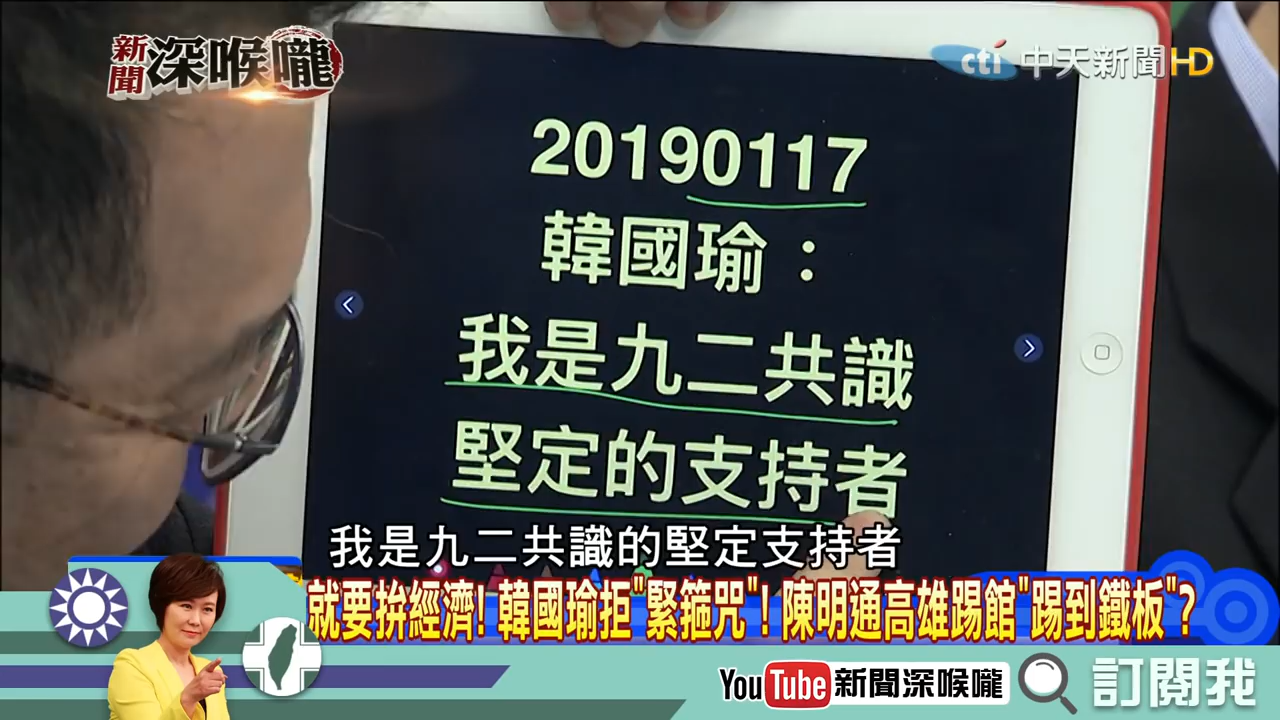 新聞深喉嚨
cti 中天新聞HD
20190117
韓國瑜：
我是九二共識
堅定的支持者
我是九二共識的堅定支持者
就要拚經濟!韓國瑜拒"緊箍咒"!陳明通高雄踢館"踢到鐵板"?
YouTube 新聞深喉嚨
訂閱我